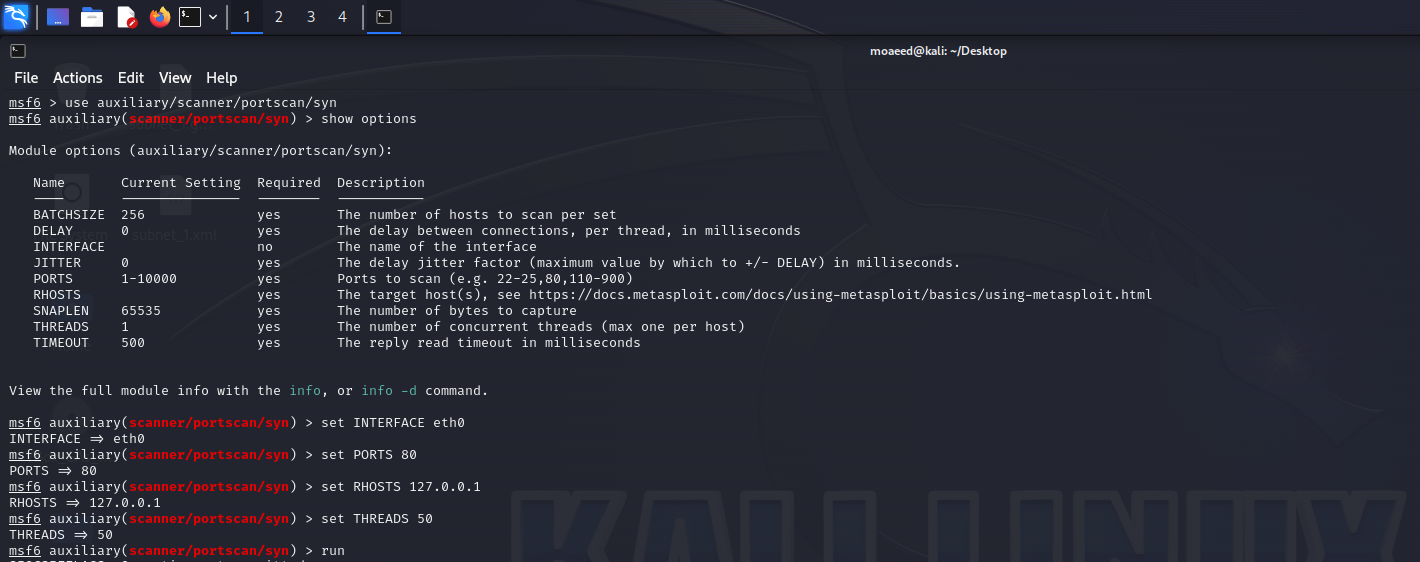 1 2 3 4
moaeed@kali: ~/Desktop
File Actions Edit View Help
msf6 > use auxiliary/scanner/portscan/syn
msf6 auxiliary(scanner/portscan/syn) > show options
Module options (auxiliary/scanner/portscan/syn):
Name Current Setting Required Description
BATCHSIZE 256 yes The number of hosts to scan per set
DELAY 0 yes The delay between connections, per thread, in milliseconds
INTERFACE no The name of the interface
JITTER 0 yes The delay jitter factor (maximum value by which to +/- DELAY) in milliseconds.
PORTS 1-10000 yes Ports to scan (e.g. 22-25,80,110-900)
RHOSTS yes The target host(s), see https://docs.metasploit.com/docs/using-metasploit/basics/using-metasploit.html
SNAPLEN 65535 yes The number of bytes to capture
THREADS 1 yes The number of concurrent threads (max one per host)
TIMEOUT 500 yes The reply read timeout in milliseconds
View the full module info with the info, or info -d command.
msf6 auxiliary(scanner/portscan/syn) > set INTERFACE eth0
INTERFACE => eth0
msf6 auxiliary(scanner/portscan/syn) > set PORTS 80
PORTS => 80
msf6 auxiliary(scanner/portscan/syn) > set RHOSTS 127.0.0.1
RHOSTS => 127.0.0.1
msf6 auxiliary(scanner/portscan/syn) > set THREADS 50
THREADS => 50
msf6 auxiliary(scanner/portscan/syn) > run
subnet_1.xml
KALI LINUX